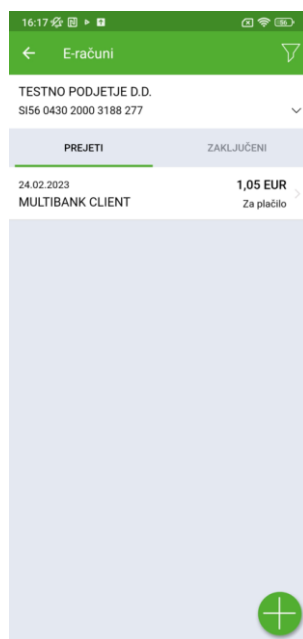 16:17
56
E-računi
TESTNO PODJETJE D.D.
SI56 0430 2000 3188 277
PREJETI
ZAKLJUČENI
24.02.2023
1,05 EUR
MULTIBANK CLIENT
Za plačilo